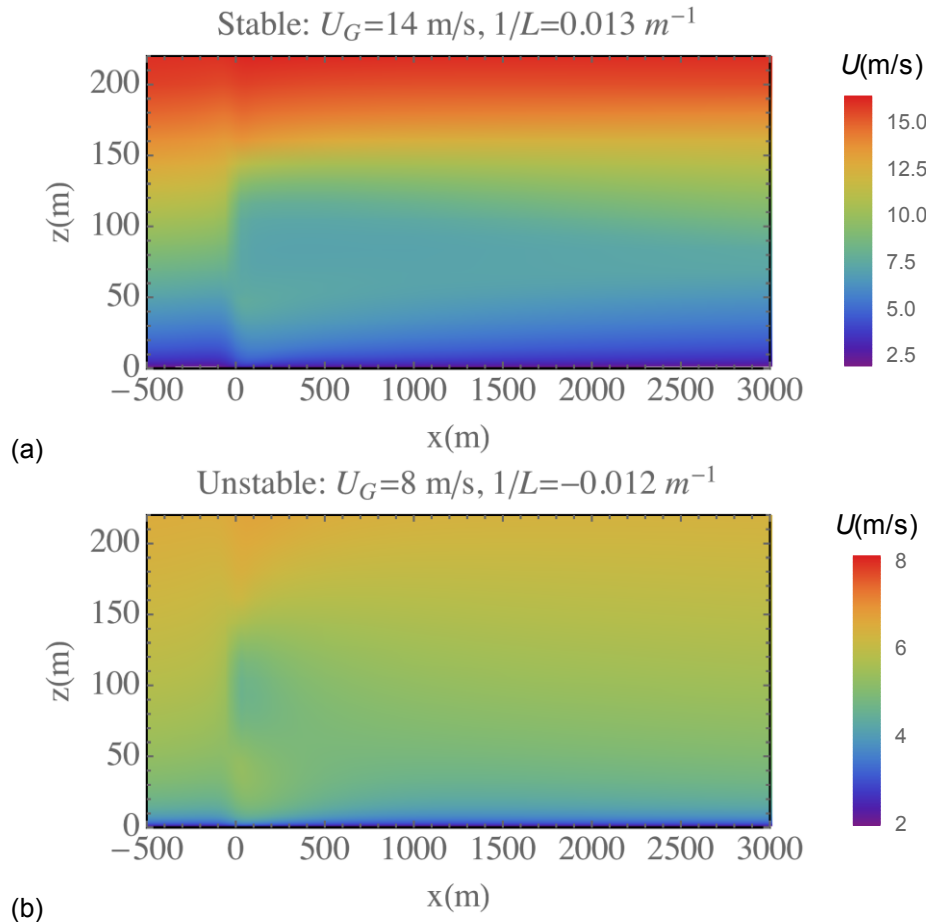 Stable: U_G=14 m/s, 1/L=0.013 m⁻¹
U(m/s)
200
150
100
50
0
z(m)
15.0
12.5
10.0
7.5
5.0
2.5
−500 0 500 1000 1500 2000 2500 3000
x(m)
(a)
Unstable: U_G=8 m/s, 1/L=−0.012 m⁻¹
U(m/s)
200
150
100
50
0
z(m)
8
6
4
2
−500 0 500 1000 1500 2000 2500 3000
x(m)
(b)